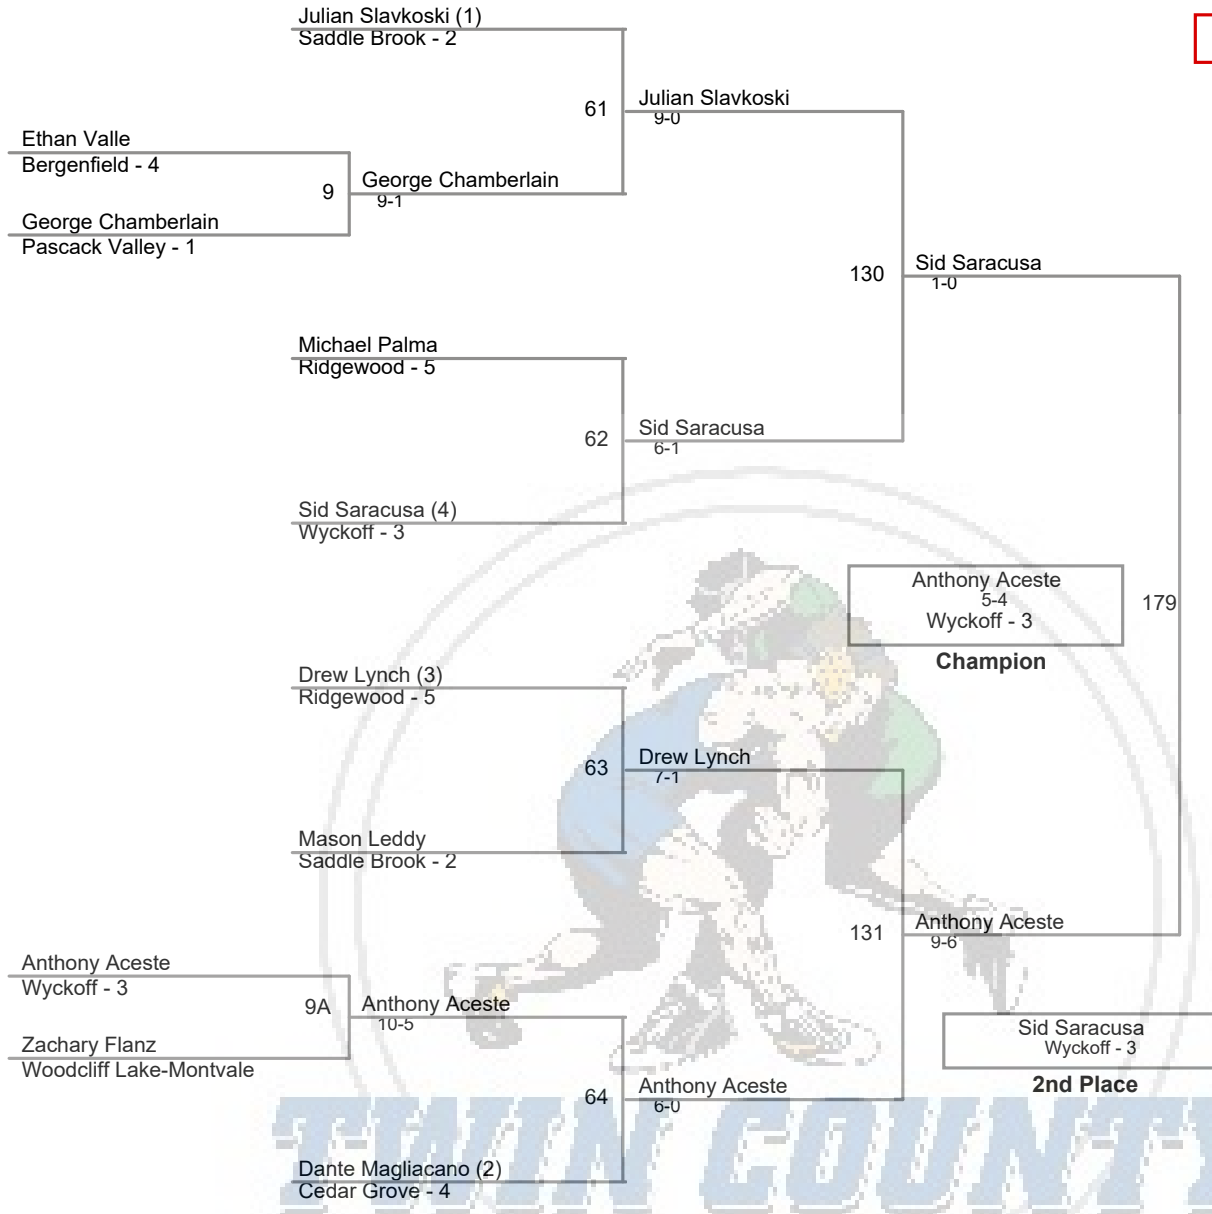 Julian Slavkoski (1)
Saddle Brook - 2
61
Julian Slavkoski
9-0
Ethan Valle
Bergenfield - 4
9
George Chamberlain
9-1
George Chamberlain
Pascack Valley - 1
130
Sid Saracusa
1-0
Michael Palma
Ridgewood - 5
62
Sid Saracusa
6-1
Sid Saracusa (4)
Wyckoff - 3
Anthony Aceste
5-4
Wyckoff - 3
179
Champion
Drew Lynch (3)
Ridgewood - 5
63
Drew Lynch
7-1
Mason Leddy
Saddle Brook - 2
131
Anthony Aceste
9-6
Anthony Aceste
Wyckoff - 3
9A
Anthony Aceste
10-5
Zachary Flanz
Woodcliff Lake-Montvale
Sid Saracusa
Wyckoff - 3
2nd Place
64
Anthony Aceste
6-0
Dante Magliacano (2)
Cedar Grove - 4
TWIN COUNTY